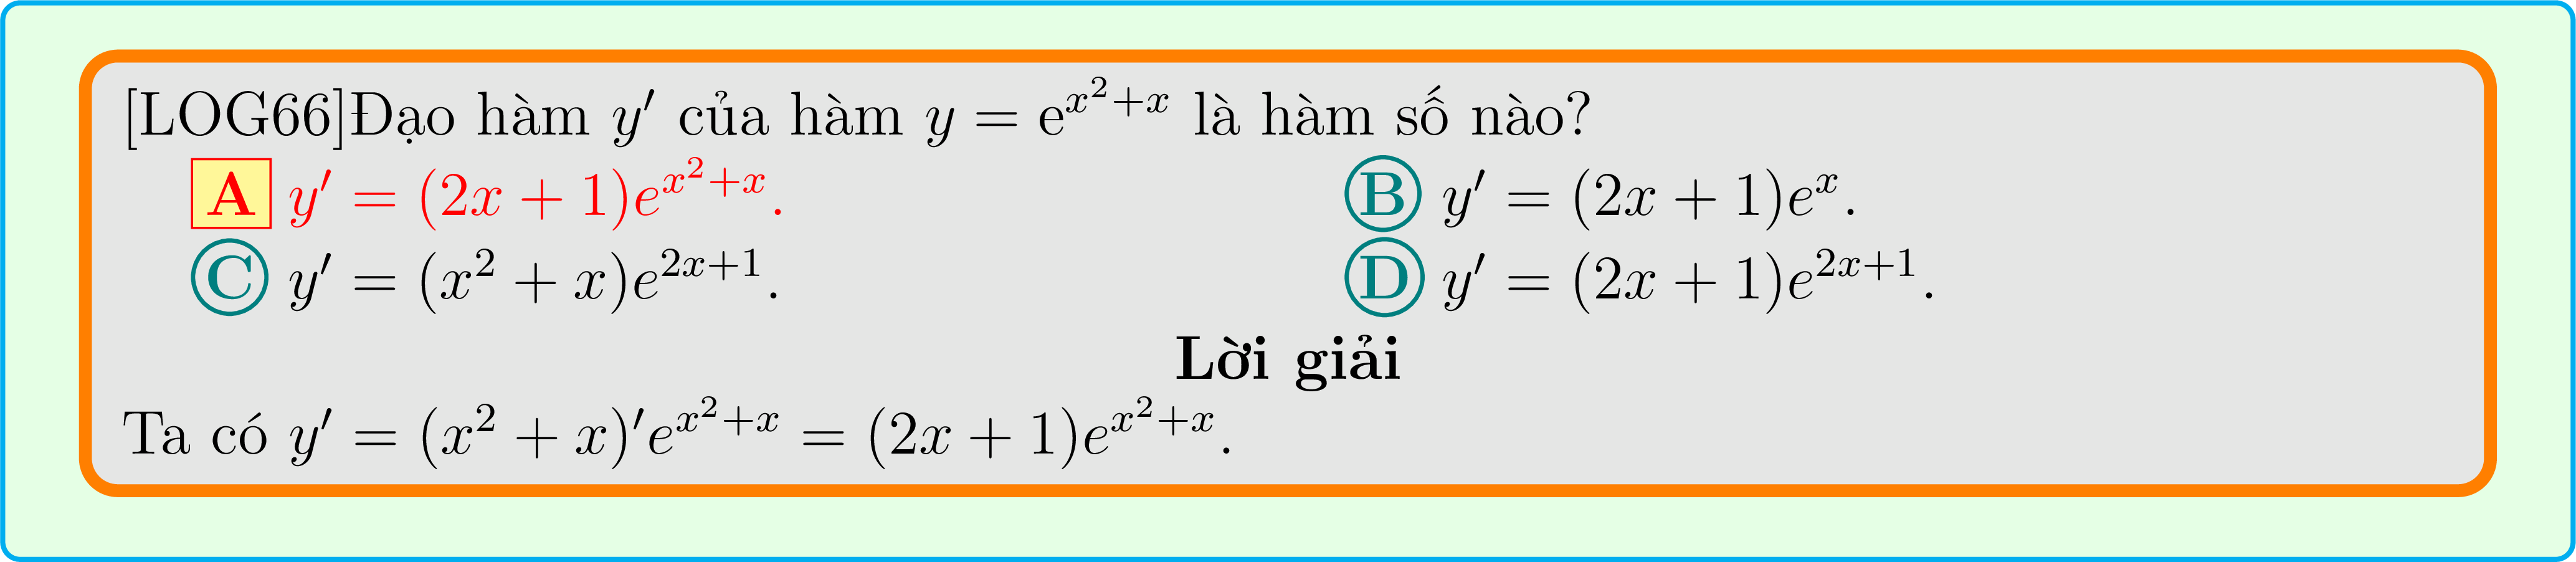 [LOG66]Đạo hàm $y'$ của hàm $y = \mathrm{e}^{x^2+x}$ là hàm số nào?
A $y' = (2x + 1)e^{x^2+x}$. B $y' = (2x + 1)e^x$.
C $y' = (x^2 + x)e^{2x+1}$. D $y' = (2x + 1)e^{2x+1}$.
Lời giải
Ta có $y' = (x^2 + x)'e^{x^2+x} = (2x + 1)e^{x^2+x}$.